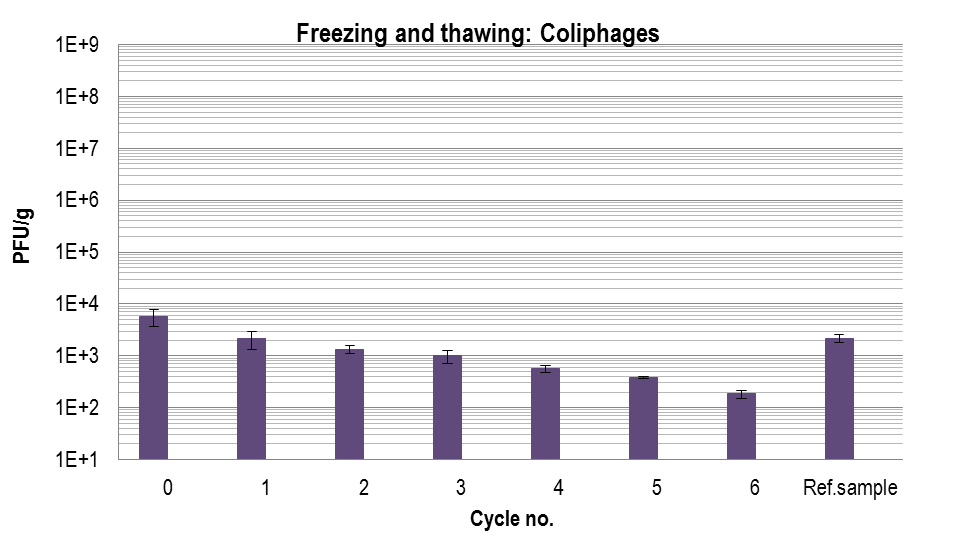 Freezing and thawing: Coliphages
1E+9
1E+8
1E+7
1E+6
1E+5
1E+4
1E+3
1E+2
1E+1
PFU/g
0 1 2 3 4 5 6 Ref.sample
Cycle no.